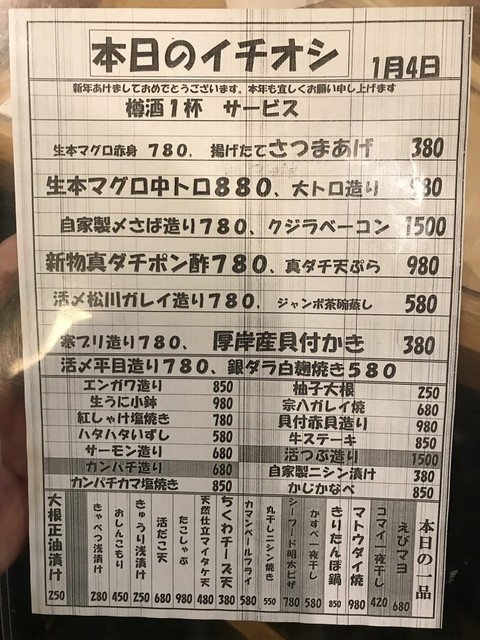 本日のイチオシ
1月4日
新年あけましておめでとうございます。本年も宜しくお願い申し上げます
樽酒1杯 サービス
生本マグロ赤身 780、揚げたてさつまあげ 380
生本マグロ中トロ880、大トロ造り 980
自家製〆さば造り780、クジラベーコン 1500
新物真ダチポン酢780、真ダチ天ぷら 980
活〆松川ガレイ造り780、ジャンボ茶碗蒸し 580
寒ブリ造り780、厚岸産貝付かき 380
活〆平目造り780、銀ダラ白麹焼き580
エンガワ造り 850
生うに小鉢 980
紅しゃけ塩焼き 780
ハタハタいずし 580
サーモン造り 680
カンパチ造り 680
カンパチカマ塩焼き 850
柚子大根 250
宗八ガレイ焼 680
貝付赤貝造り 980
牛ステーキ 850
活つぶ造り 1500
自家製ニシン漬け 380
かじかなべ 850
本日の一品
えびマヨ 680
コマイ一夜干し 420
マトウダイ焼 980
きりたんぽ鍋 850
かすべ一夜干し 580
シーフード明太ピザ 780
丸干しニシン焼き 550
カマンベールフライ 580
ちくわチーズ天 380
天然仕立マイタケ天 480
たこしゃぶ 980
活だこ天 680
きゅうり浅漬け 250
おしんこもり 450
きゃべつ浅漬け 280
大根正油漬け 250